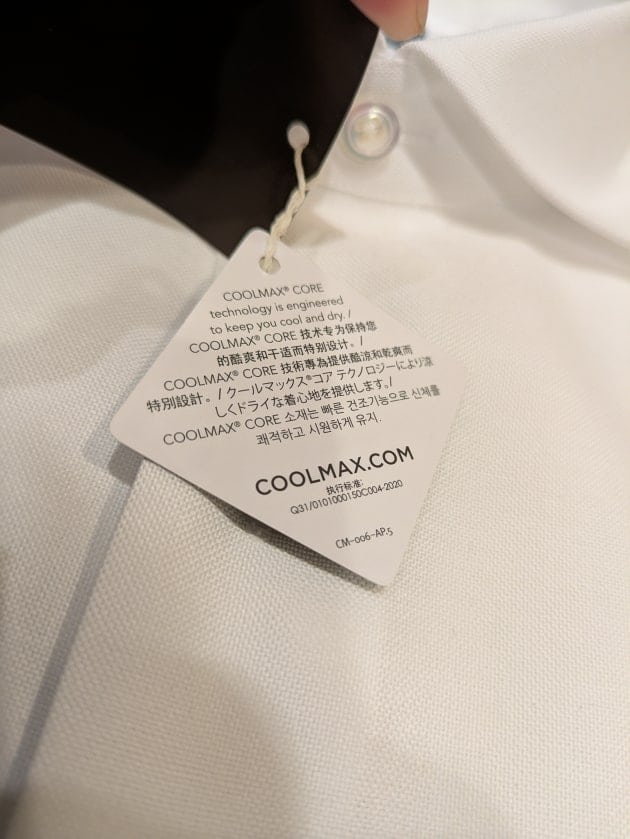 COOLMAX® CORE
technology is engineered
to keep you cool and dry. /
COOLMAX® CORE 技术专为保持您
的酷爽和干适而特别设计。/
COOLMAX® CORE 技術專為提供酷涼和乾爽而
特別設計。/ クールマックス®コア テクノロジーにより涼
しくドライな着心地を提供します。/
COOLMAX® CORE 소재는 빠른 건조기능으로 신체를
쾌적하고 시원하게 유지.
COOLMAX.COM
执行标准:
Q31/0101000150C004-2020
CM-006-AP.5